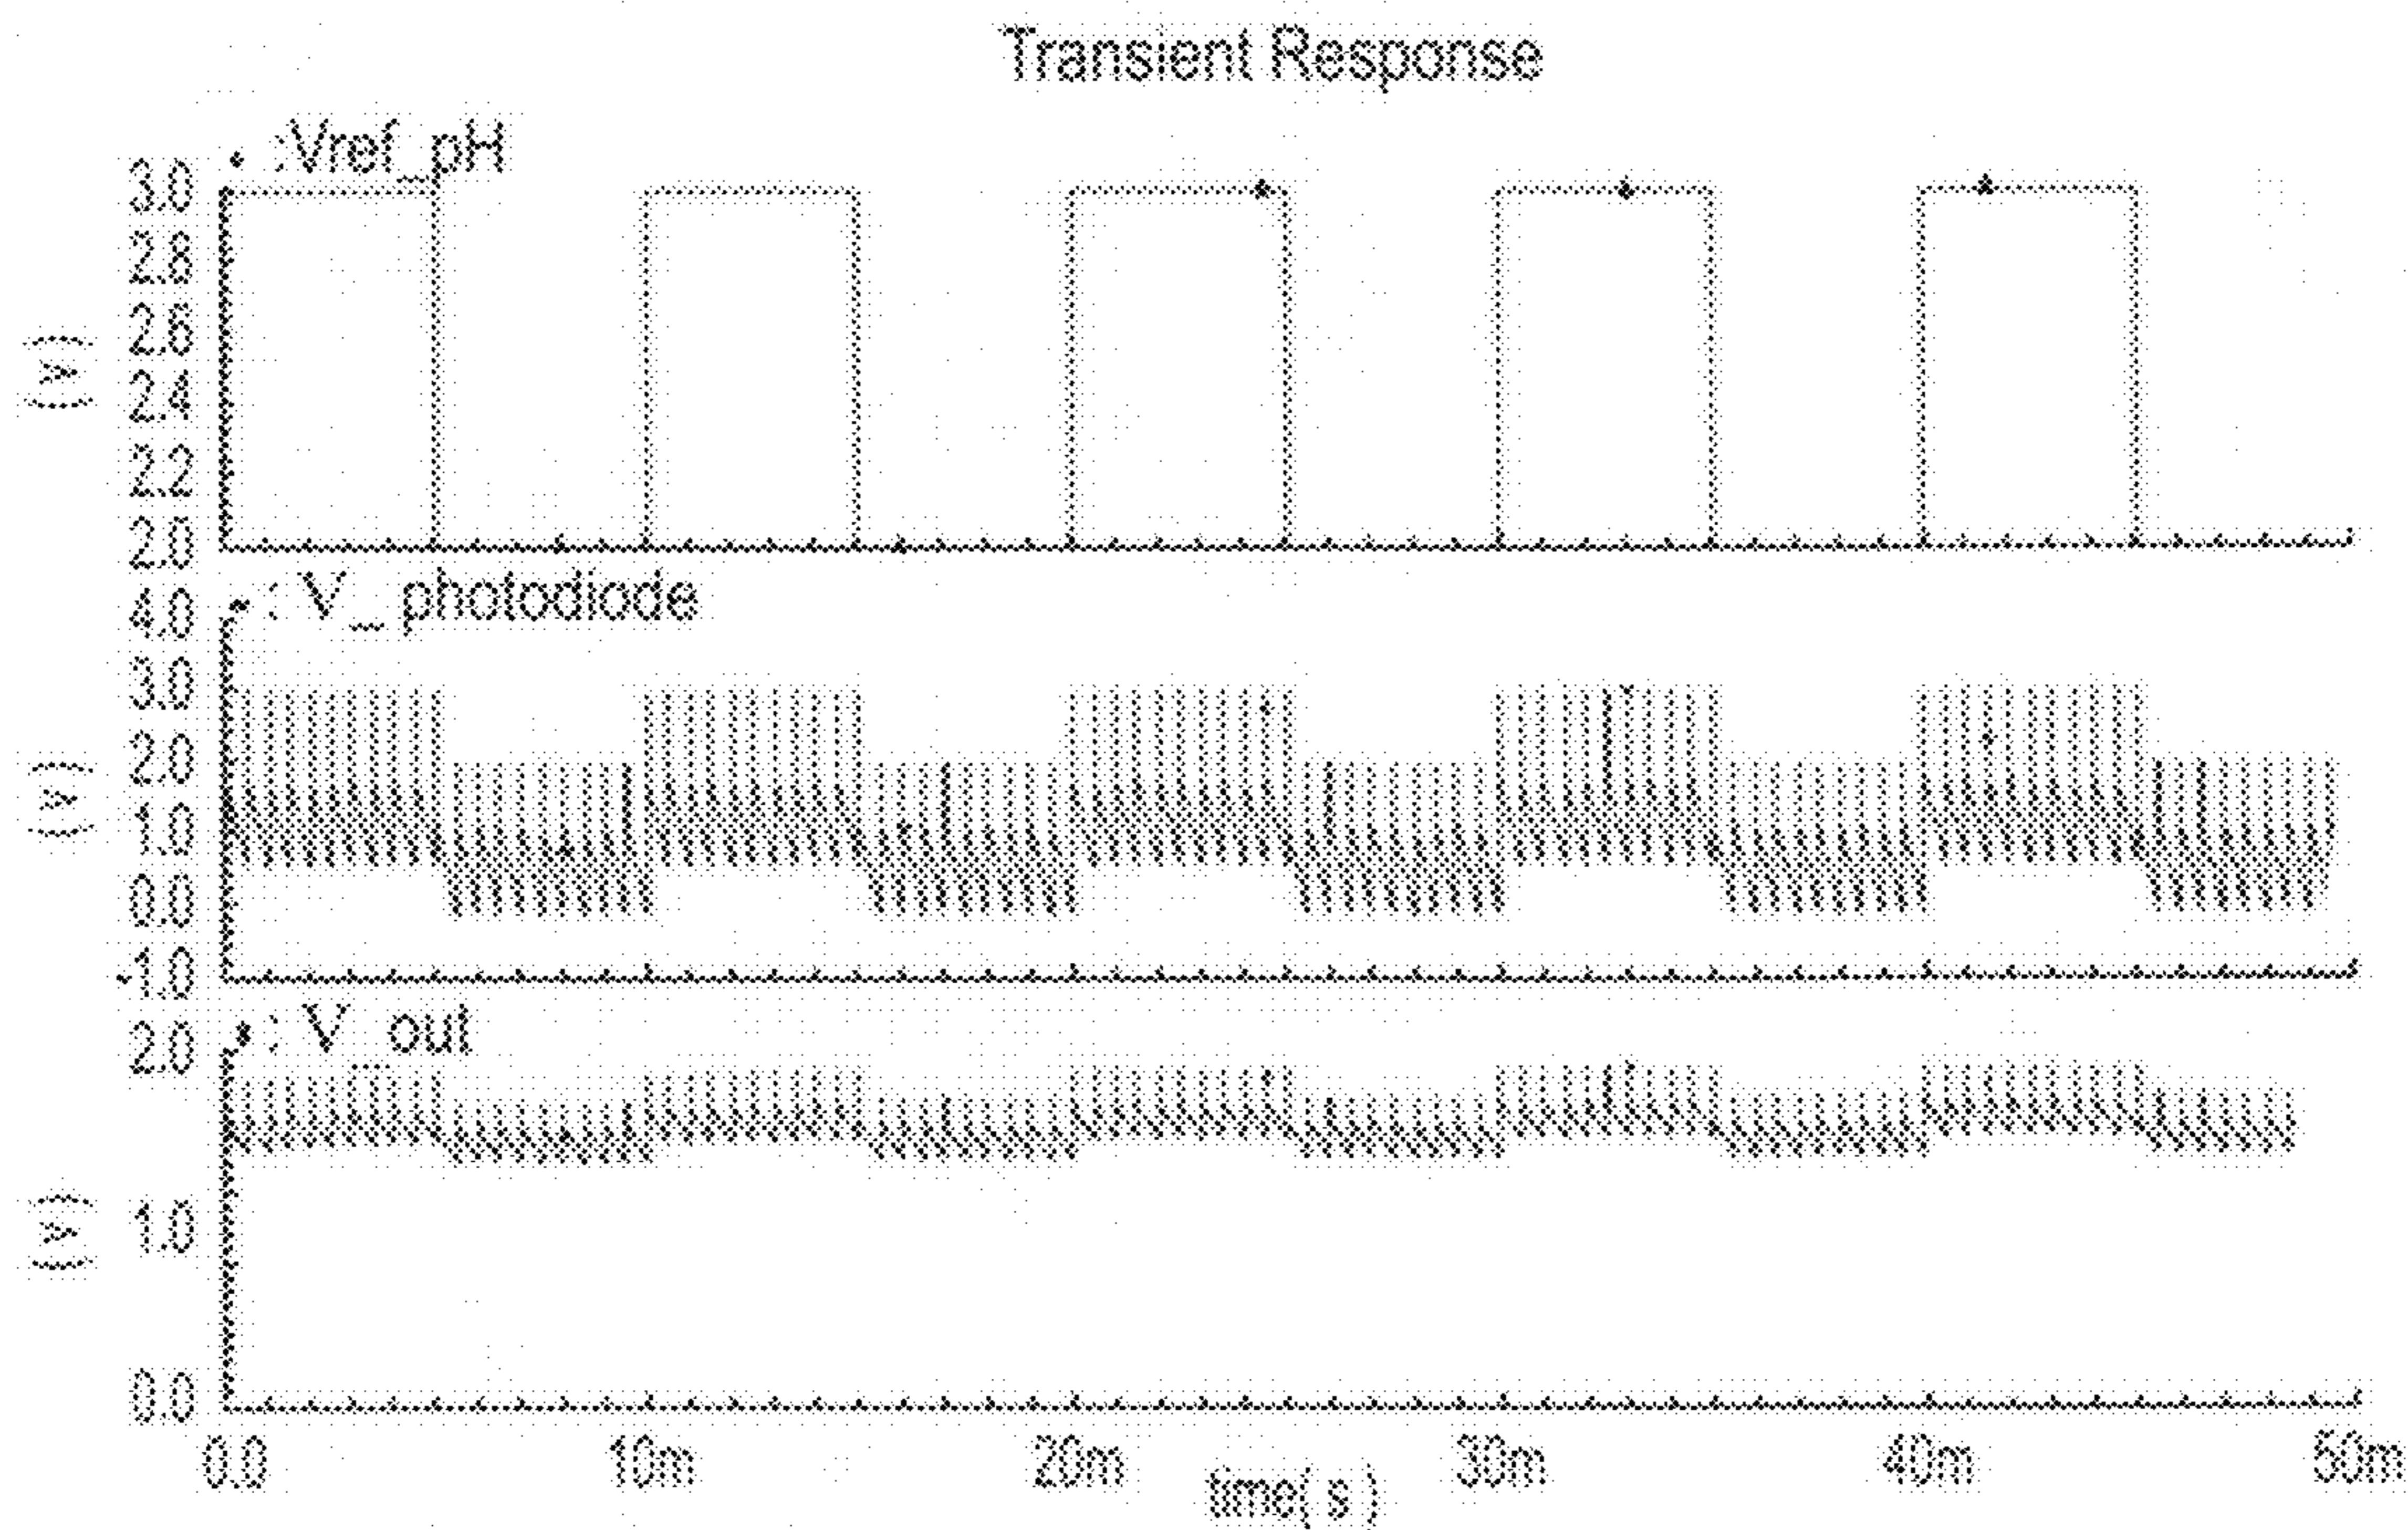 Transient Response
: Vref_pH
3.0
2.8
2.6
2.4
2.2
2.0
(v)
: V_photodiode
4.0
3.0
2.0
1.0
0.0
-1.0
(v)
: V_out
2.0
1.0
0.0
(v)
0.0 10m 20m 30m 40m 50m
time(s)